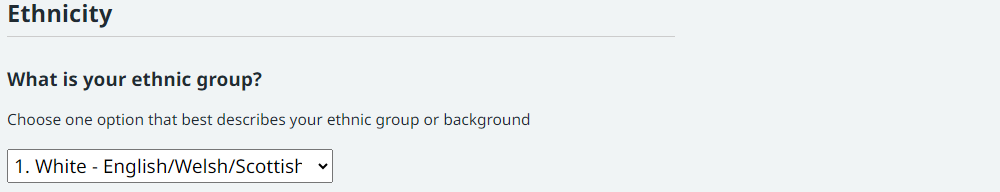 Ethnicity
What is your ethnic group?
Choose one option that best describes your ethnic group or background
1. White - English/Welsh/Scottish